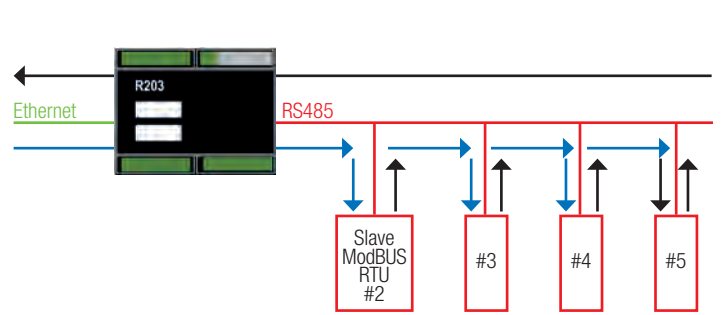 R203
Ethernet
RS485
Slave
ModBUS
RTU
#2
#3
#4
#5